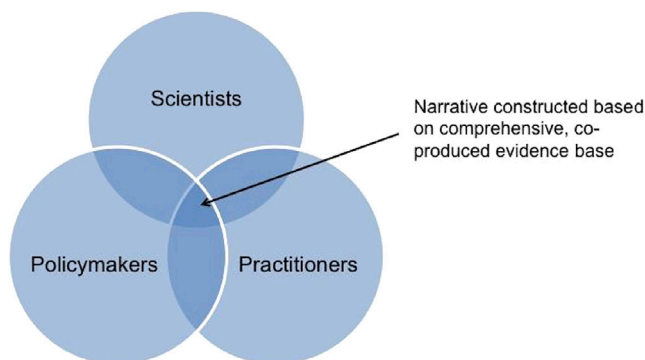 Scientists
Narrative constructed based
on comprehensive, co-
produced evidence base
Policymakers
Practitioners